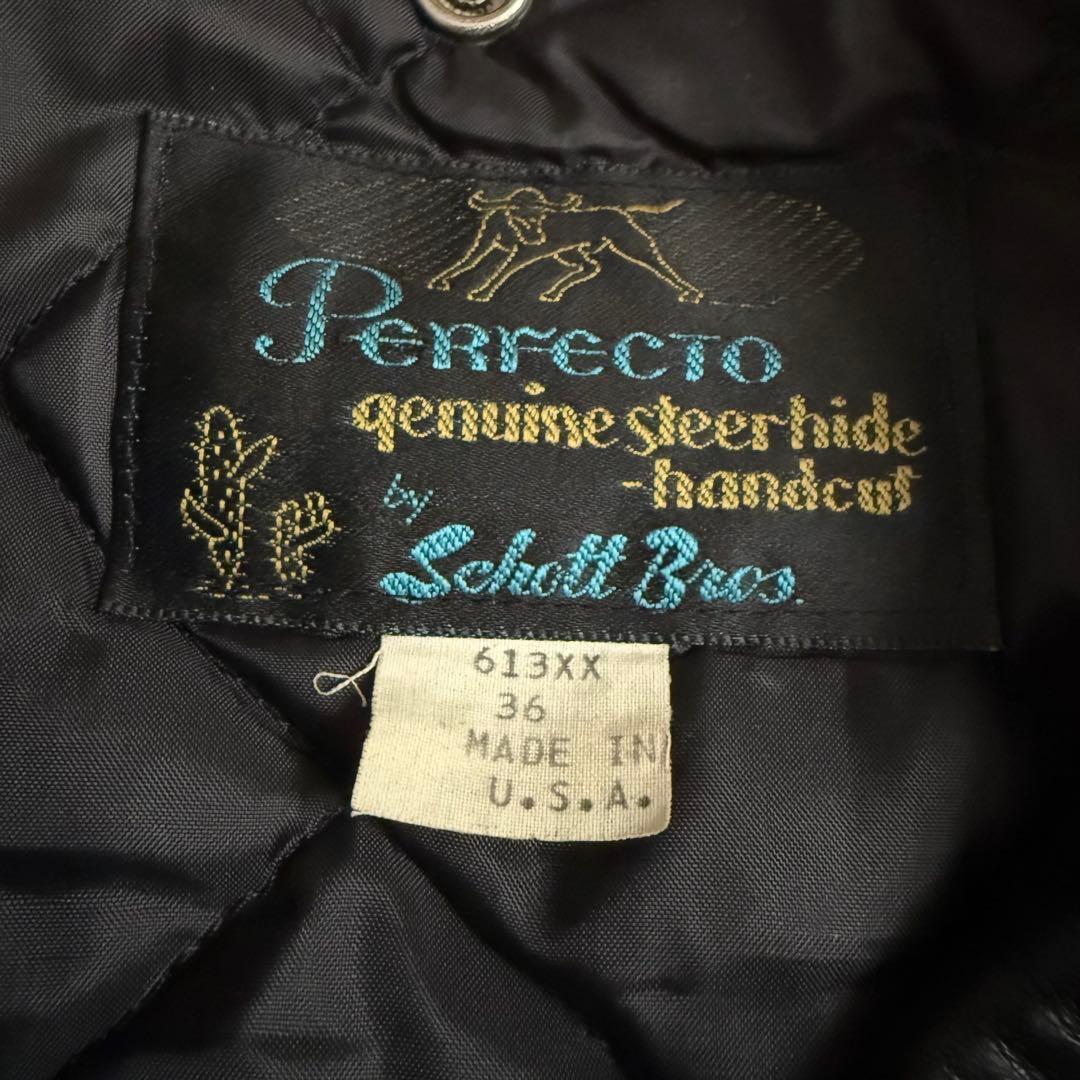 PERFECTO
genuine steerhide
-handcut
by
Schott Bros.
613XX
36
MADE IN
U.S.A.